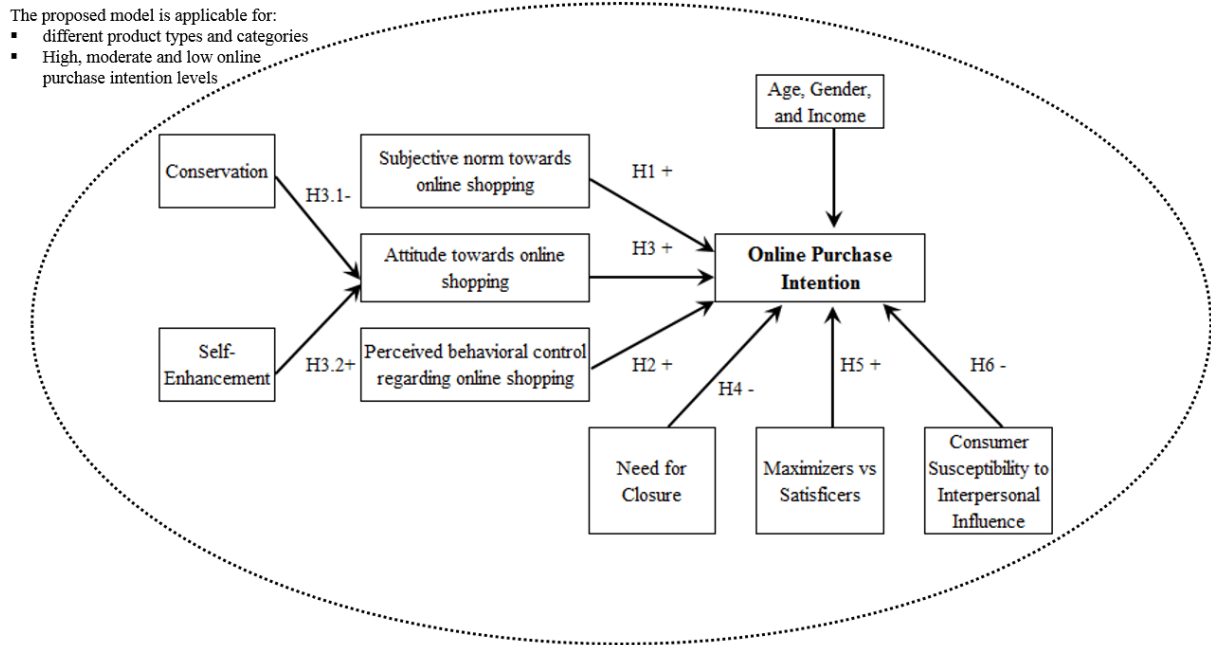 The proposed model is applicable for:
▪ different product types and categories
▪ High, moderate and low online
purchase intention levels
Age, Gender,
and Income
Conservation
Subjective norm towards
online shopping
H1 +
H3.1-
Attitude towards online
shopping
H3 +
Online Purchase
Intention
Self-
Enhancement
H3.2+
Perceived behavioral control
regarding online shopping
H2 +
H4 -
H5 +
H6 -
Need for
Closure
Maximizers vs
Satisficers
Consumer
Susceptibility to
Interpersonal
Influence